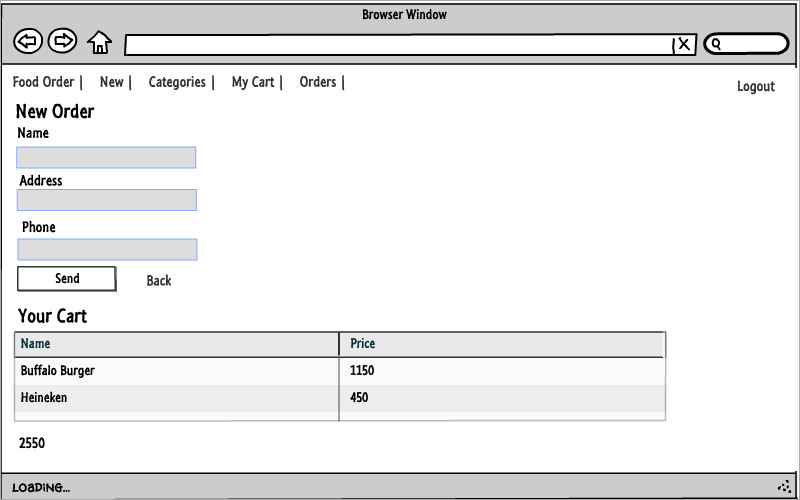 Browser Window
Food Order | New | Categories | My Cart | Orders |
Logout
New Order
Name
Address
Phone
Send Back
Your Cart
Name Price
Buffalo Burger 1150
Heineken 450
2550
LOADING...